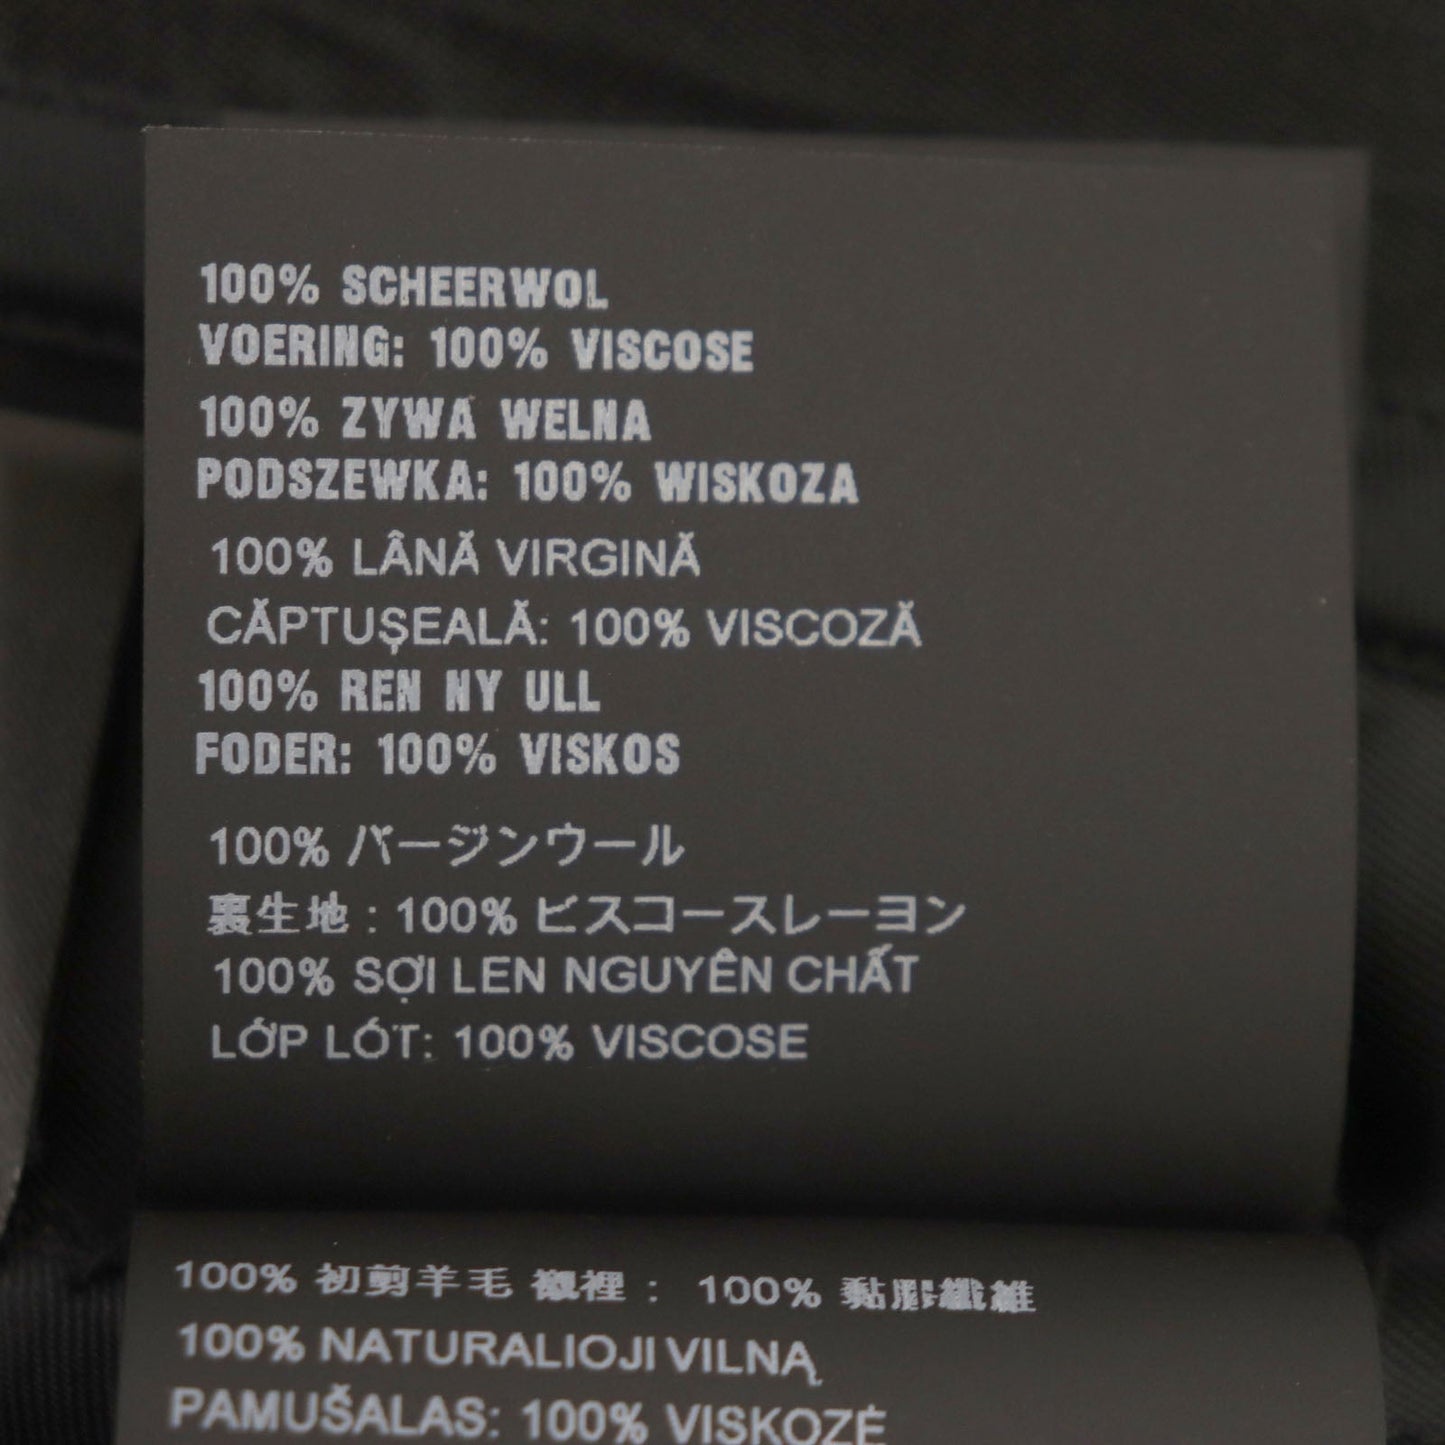 100% SCHEERWOL
VOERING: 100% VISCOSE
100% ZYWA WELNA
PODSZEWKA: 100% WISKOZA
100% LÂNĂ VIRGINĂ
CĂPTUŞEALĂ: 100% VISCOZĂ
100% REN NY ULL
FODER: 100% VISKOS
100% バージンウール
裏生地 : 100% ビスコースレーヨン
100% SỢI LEN NGUYÊN CHẤT
LỚP LÓT: 100% VISCOSE
100% 初剪羊毛 襯裡 : 100% 黏膠纖維
100% NATURALIOJI VILNĄ
PAMUŠALAS: 100% VISKOZĖ